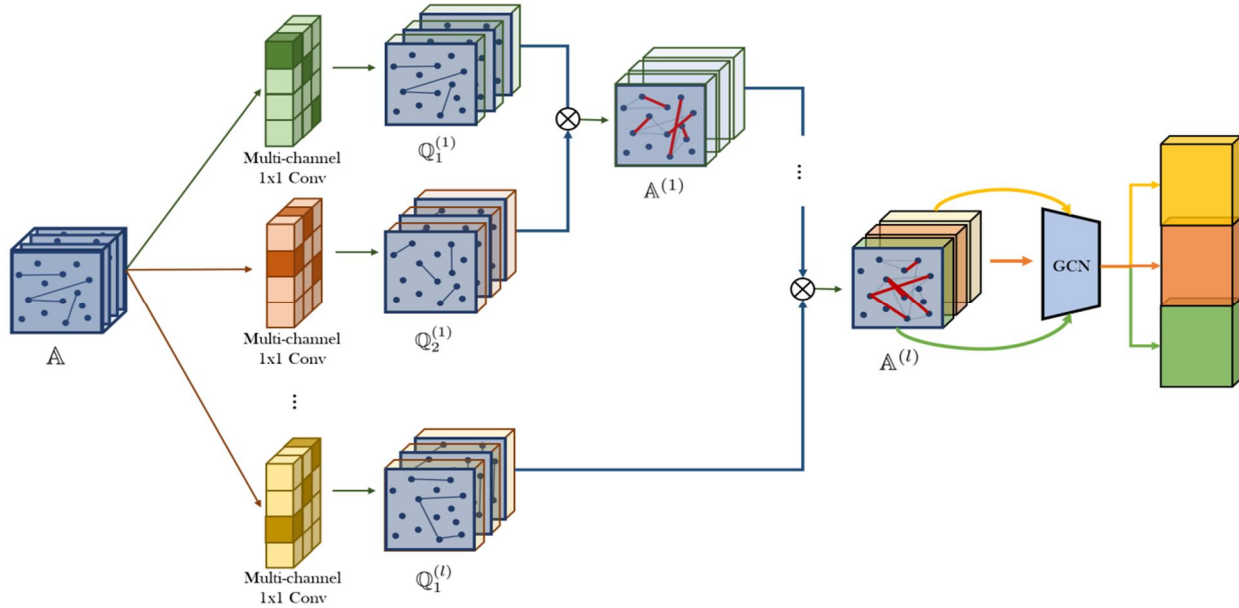 Multi-channel
1x1 Conv
ℚ₁⁽¹⁾
𝔸⁽¹⁾
...
Multi-channel
1x1 Conv
ℚ₂⁽¹⁾
𝔸
GCN
𝔸⁽ˡ⁾
...
Multi-channel
1x1 Conv
ℚ₁⁽ˡ⁾